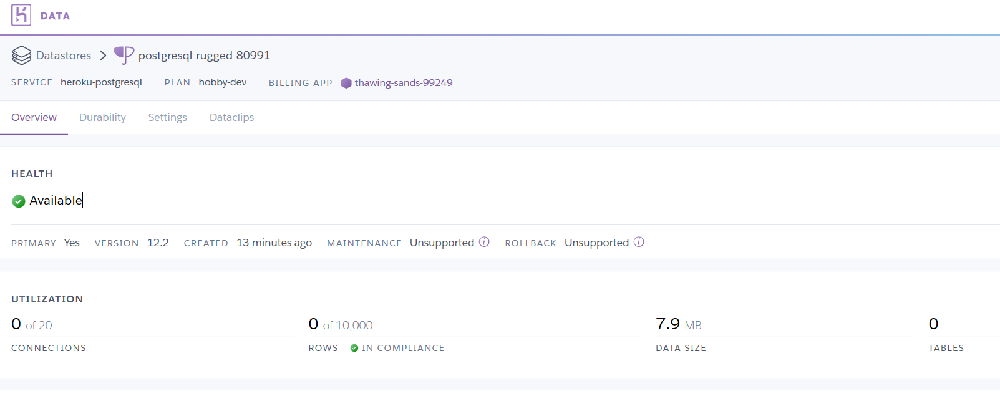 DATA
Datastores postgresql-rugged-80991
SERVICE heroku-postgresql PLAN hobby-dev BILLING APP thawing-sands-99249
Overview Durability Settings Dataclips
HEALTH
Available
PRIMARY Yes VERSION 12.2 CREATED 13 minutes ago MAINTENANCE Unsupported ROLLBACK Unsupported
UTILIZATION
0 of 20 0 of 10,000 7.9 MB 0
CONNECTIONS ROWS IN COMPLIANCE DATA SIZE TABLES